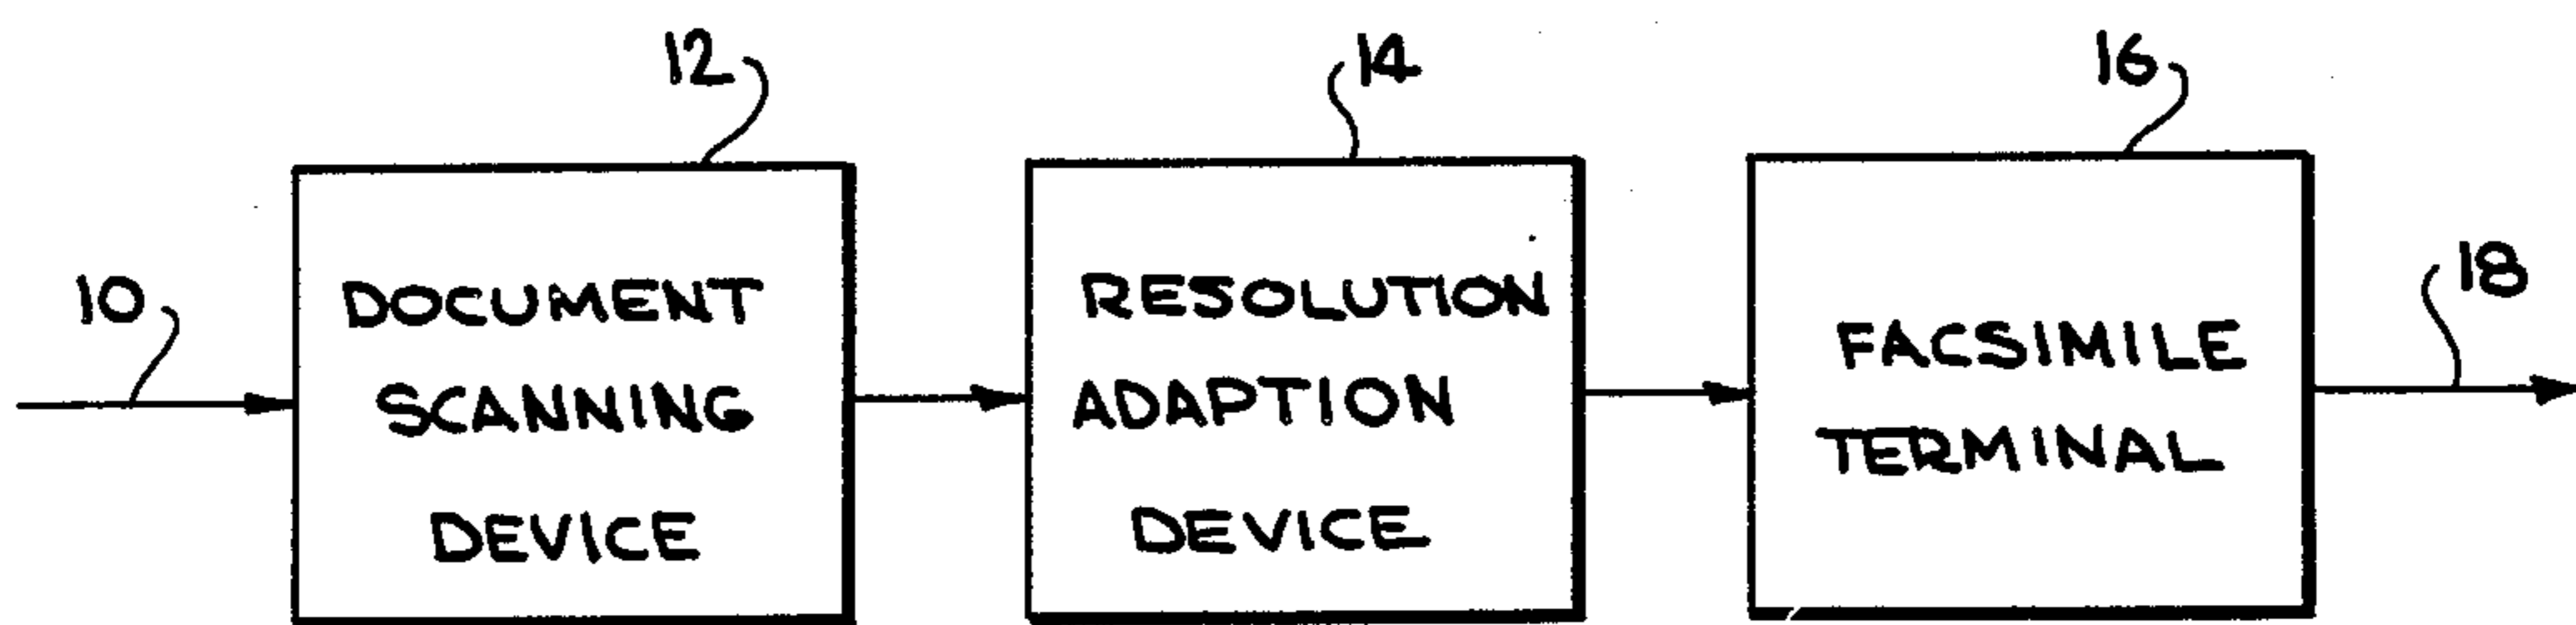 12
14
16
10
18
DOCUMENT
SCANNING
DEVICE
RESOLUTION
ADAPTION
DEVICE
FACSIMILE
TERMINAL